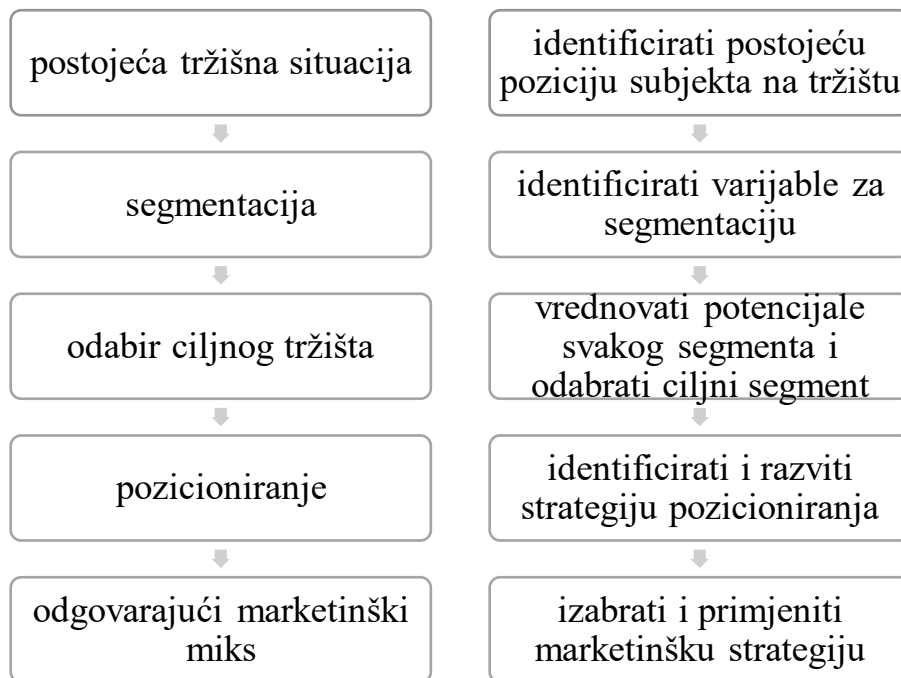 postojeća tržišna situacija
segmentacija
odabir ciljnog tržišta
pozicioniranje
odgovarajući marketinški
miks
identificirati postojeću
poziciju subjekta na tržištu
identificirati varijable za
segmentaciju
vrednovati potencijale
svakog segmenta i
odabrati ciljni segment
identificirati i razviti
strategiju pozicioniranja
izabrati i primjeniti
marketinšku strategiju